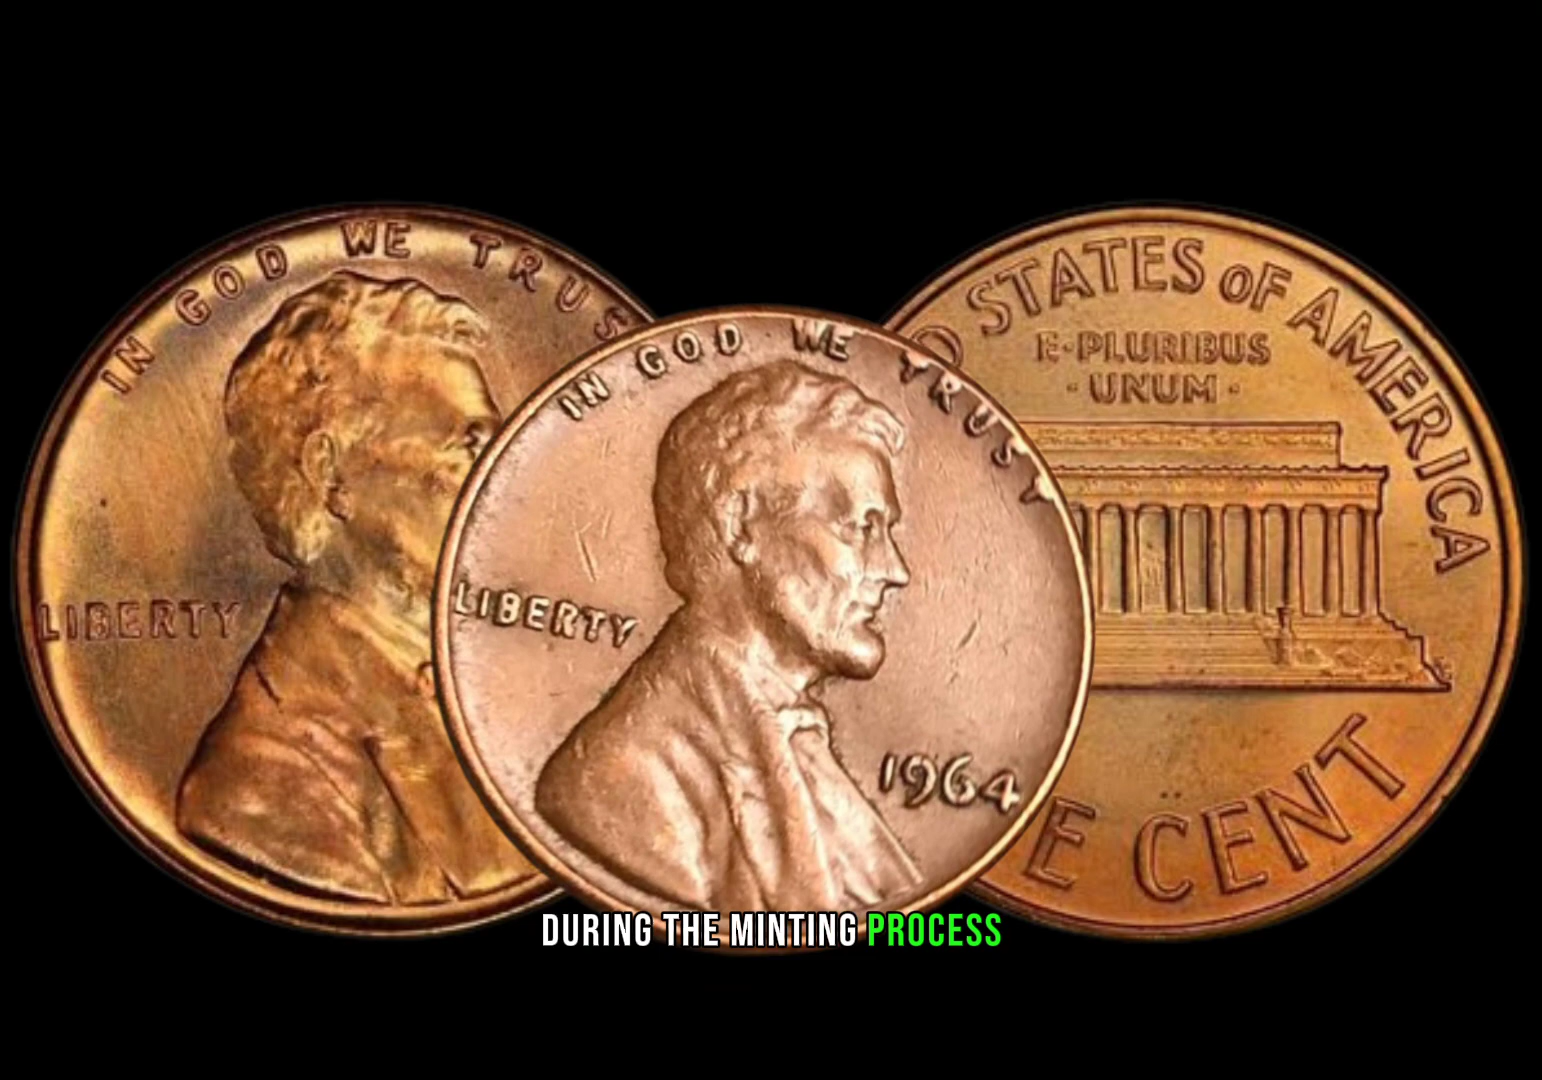 IN GOD WE TRUS
LIBERTY
IN GOD WE TRUST
LIBERTY
1964
STATES OF AMERICA
E·PLURIBUS
·UNUM·
E CENT
DURING THE MINTING PROCESS